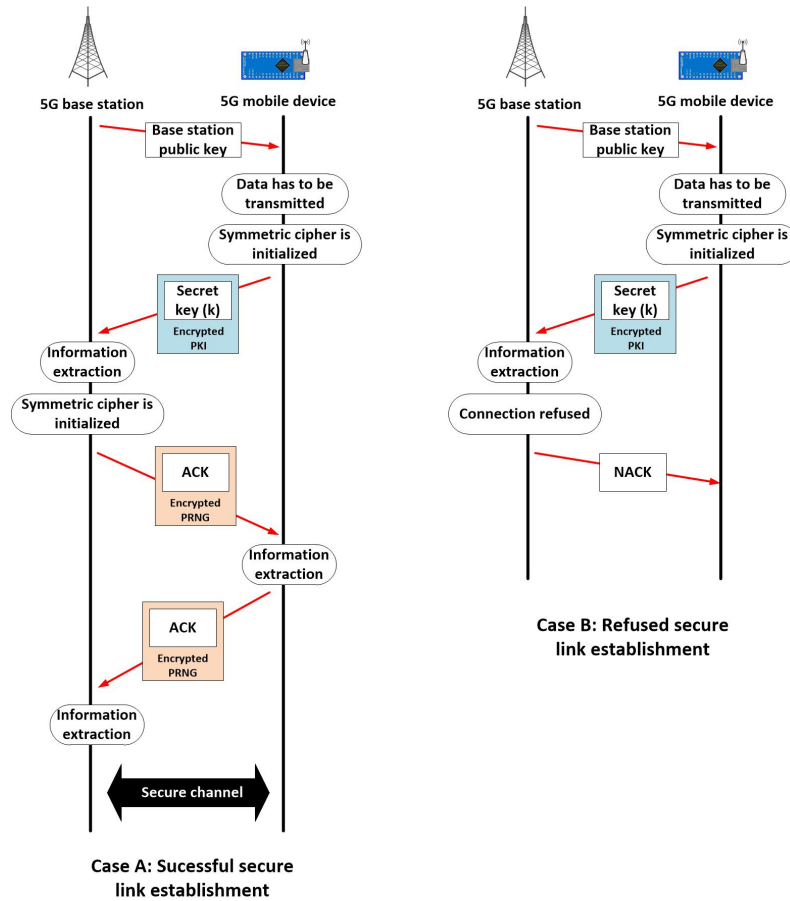 5G base station
5G mobile device
Base station
public key
Data has to be
transmitted
Symmetric cipher is
initialized
Secret
key (k)
Encrypted
PKI
Information
extraction
Symmetric cipher is
initialized
ACK
Encrypted
PRNG
Information
extraction
ACK
Encrypted
PRNG
Information
extraction
Secure channel
Case A: Sucessful secure
link establishment
5G base station
5G mobile device
Base station
public key
Data has to be
transmitted
Symmetric cipher is
initialized
Secret
key (k)
Encrypted
PKI
Information
extraction
Connection refused
NACK
Case B: Refused secure
link establishment